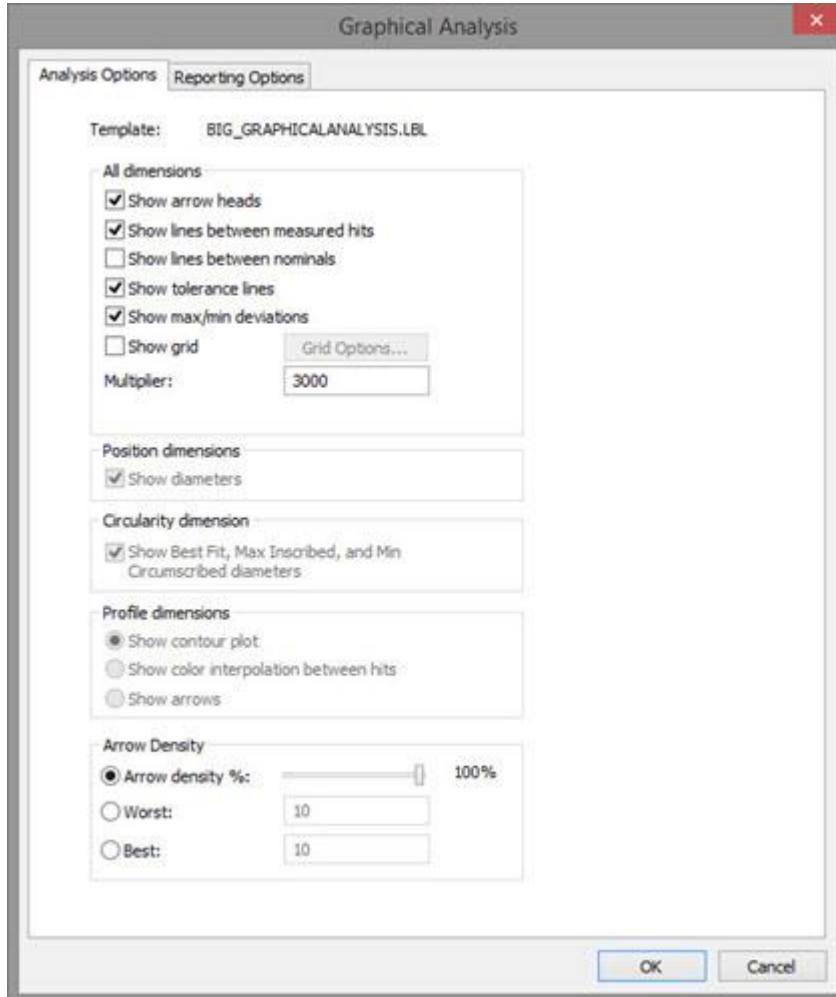 Graphical Analysis
Analysis Options Reporting Options
Template: BIG_GRAPHICALANALYSIS.LBL
All dimensions
Show arrow heads
Show lines between measured hits
Show lines between nominals
Show tolerance lines
Show max/min deviations
Show grid Grid Options...
Multiplier: 3000
Position dimensions
Show diameters
Circularity dimension
Show Best Fit, Max Inscribed, and Min
Circumscribed diameters
Profile dimensions
Show contour plot
Show color interpolation between hits
Show arrows
Arrow Density
Arrow density %: 100%
Worst: 10
Best: 10
OK Cancel